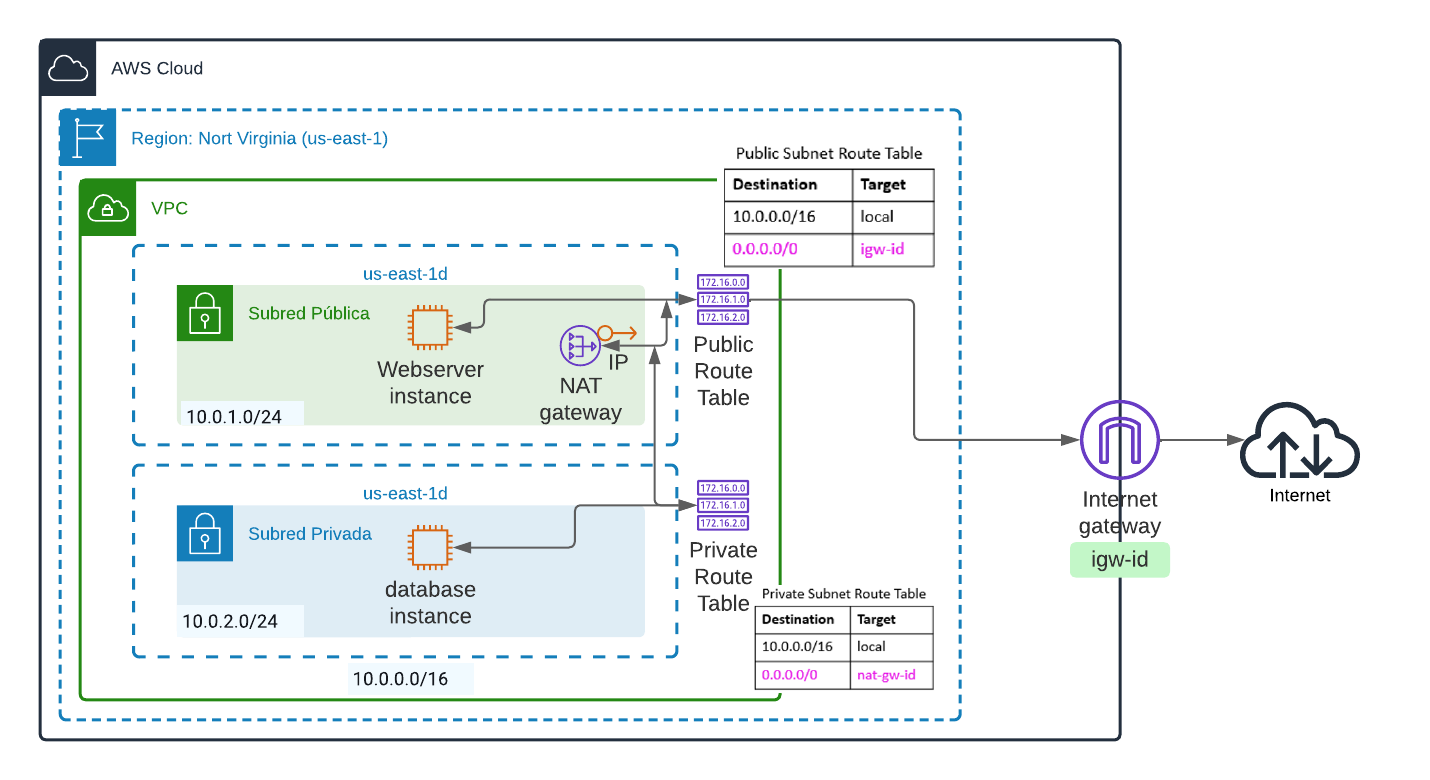 AWS Cloud
Region: Nort Virginia (us-east-1)
VPC
Public Subnet Route Table
Destination Target
10.0.0.0/16 local
0.0.0.0/0 igw-id
us-east-1d
Subred Pública
Webserver
instance
IP
NAT
gateway
10.0.1.0/24
172.16.0.0
172.16.1.0
172.16.2.0
Public
Route
Table
us-east-1d
Subred Privada
database
instance
10.0.2.0/24
172.16.0.0
172.16.1.0
172.16.2.0
Private
Route
Table
Private Subnet Route Table
Destination Target
10.0.0.0/16 local
0.0.0.0/0 nat-gw-id
10.0.0.0/16
Internet
gateway
igw-id
Internet